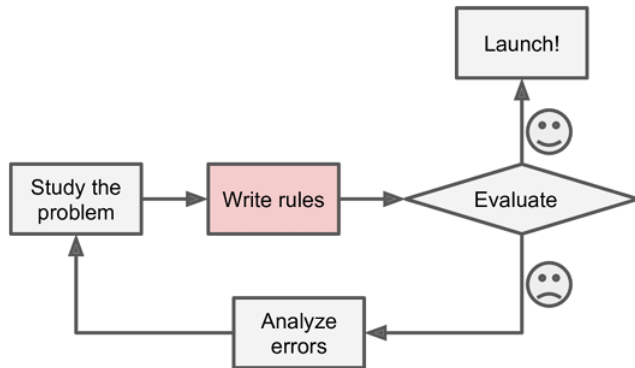 Launch!
Study the
problem
Write rules
Evaluate
Analyze
errors